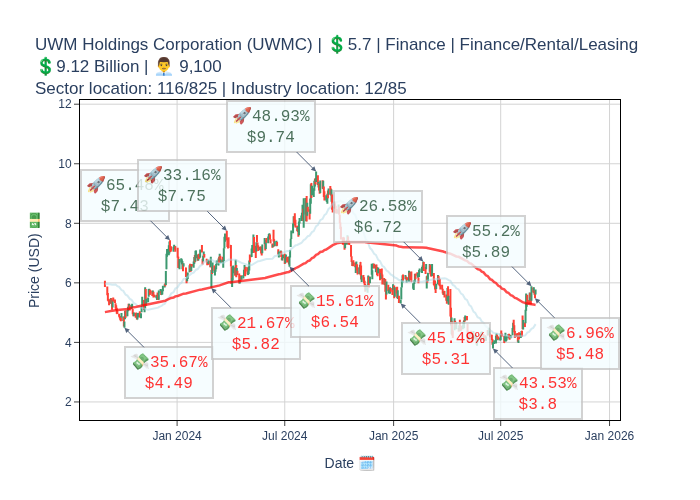 UWM Holdings Corporation (UWMC) | 💲5.7 | Finance | Finance/Rental/Leasing
💲9.12 Billion | 👨‍💼 9,100
Sector location: 116/825 | Industry location: 12/85
🚀48.93%
$9.74
🚀65.48%
$7.43
🚀33.16%
$7.75
🚀26.58%
$6.72
🚀55.2%
$5.89
💸35.67%
$4.49
💸21.67%
$5.82
💸15.61%
$6.54
💸45.49%
$5.31
💸43.53%
$3.8
💸6.96%
$5.48
12
10
8
6
4
2
Price (USD) 💵
Jan 2024
Jul 2024
Jan 2025
Jul 2025
Jan 2026
Date 🗓️